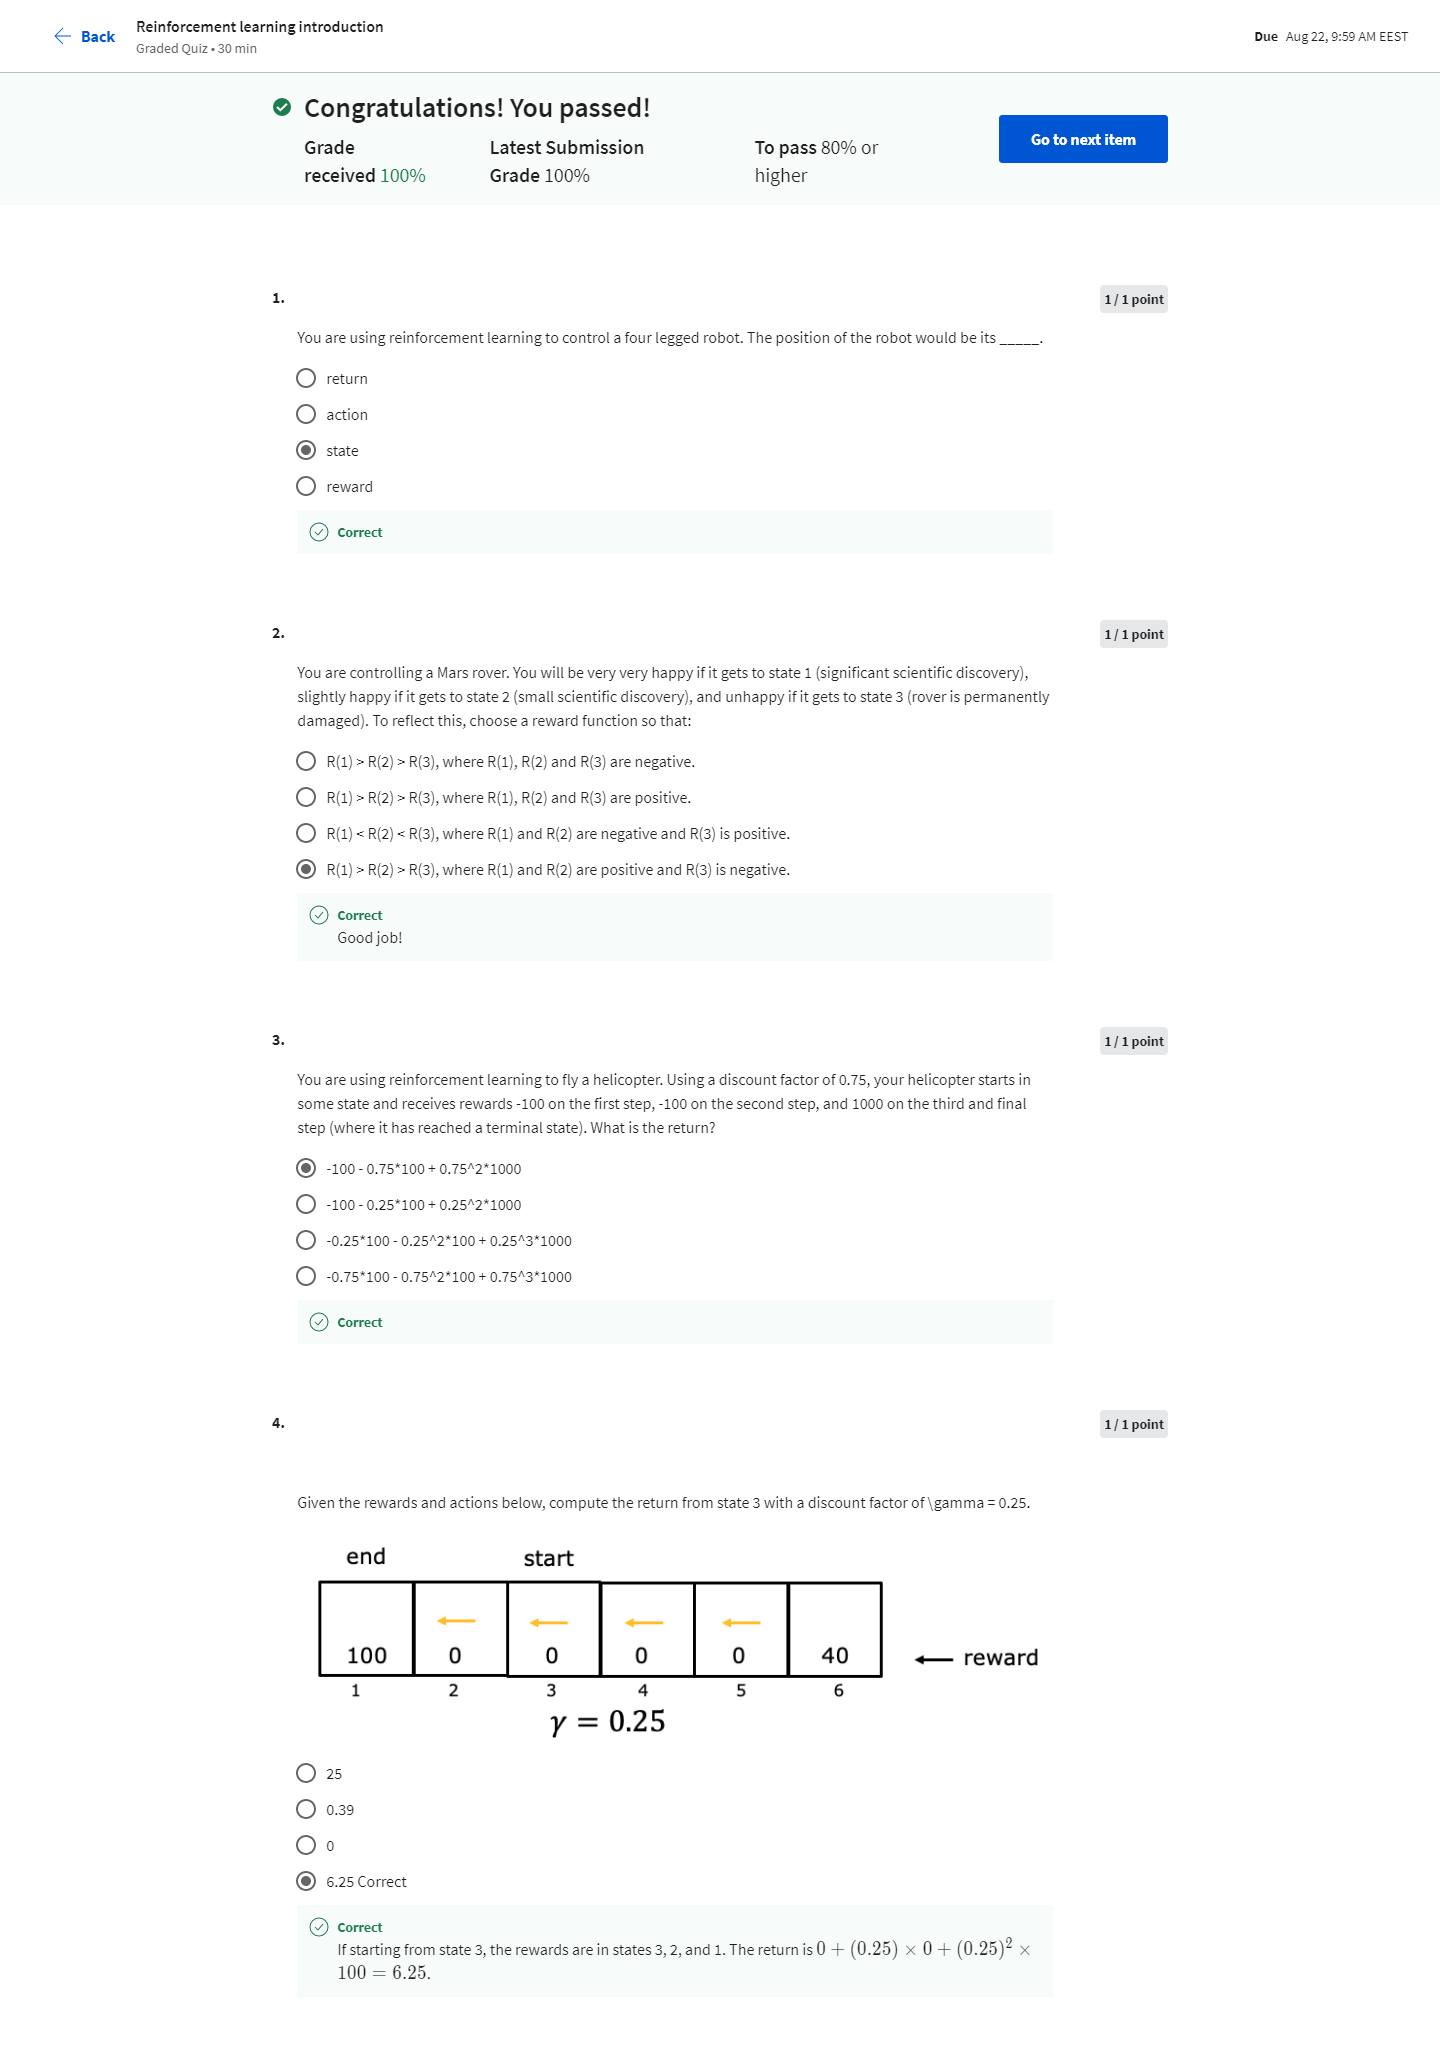 Back
Reinforcement learning introduction
Graded Quiz • 30 min
Due Aug 22, 9:59 AM EEST
Congratulations! You passed!
Grade
received 100%
Latest Submission
Grade 100%
To pass 80% or
higher
Go to next item
1.
1 / 1 point
You are using reinforcement learning to control a four legged robot. The position of the robot would be its _____.
return
action
state
reward
Correct
2.
1 / 1 point
You are controlling a Mars rover. You will be very very happy if it gets to state 1 (significant scientific discovery),
slightly happy if it gets to state 2 (small scientific discovery), and unhappy if it gets to state 3 (rover is permanently
damaged). To reflect this, choose a reward function so that:
R(1) > R(2) > R(3), where R(1), R(2) and R(3) are negative.
R(1) > R(2) > R(3), where R(1), R(2) and R(3) are positive.
R(1) < R(2) < R(3), where R(1) and R(2) are negative and R(3) is positive.
R(1) > R(2) > R(3), where R(1) and R(2) are positive and R(3) is negative.
Correct
Good job!
3.
1 / 1 point
You are using reinforcement learning to fly a helicopter. Using a discount factor of 0.75, your helicopter starts in
some state and receives rewards -100 on the first step, -100 on the second step, and 1000 on the third and final
step (where it has reached a terminal state). What is the return?
-100 - 0.75*100 + 0.75^2*1000
-100 - 0.25*100 + 0.25^2*1000
-0.25*100 - 0.25^2*100 + 0.25^3*1000
-0.75*100 - 0.75^2*100 + 0.75^3*1000
Correct
4.
1 / 1 point
Given the rewards and actions below, compute the return from state 3 with a discount factor of \gamma = 0.25.
end start
100 0 0 0 0 40 ← reward
1 2 3 4 5 6
γ = 0.25
25
0.39
0
6.25 Correct
Correct
If starting from state 3, the rewards are in states 3, 2, and 1. The return is 0 + (0.25) × 0 + (0.25)² ×
100 = 6.25.